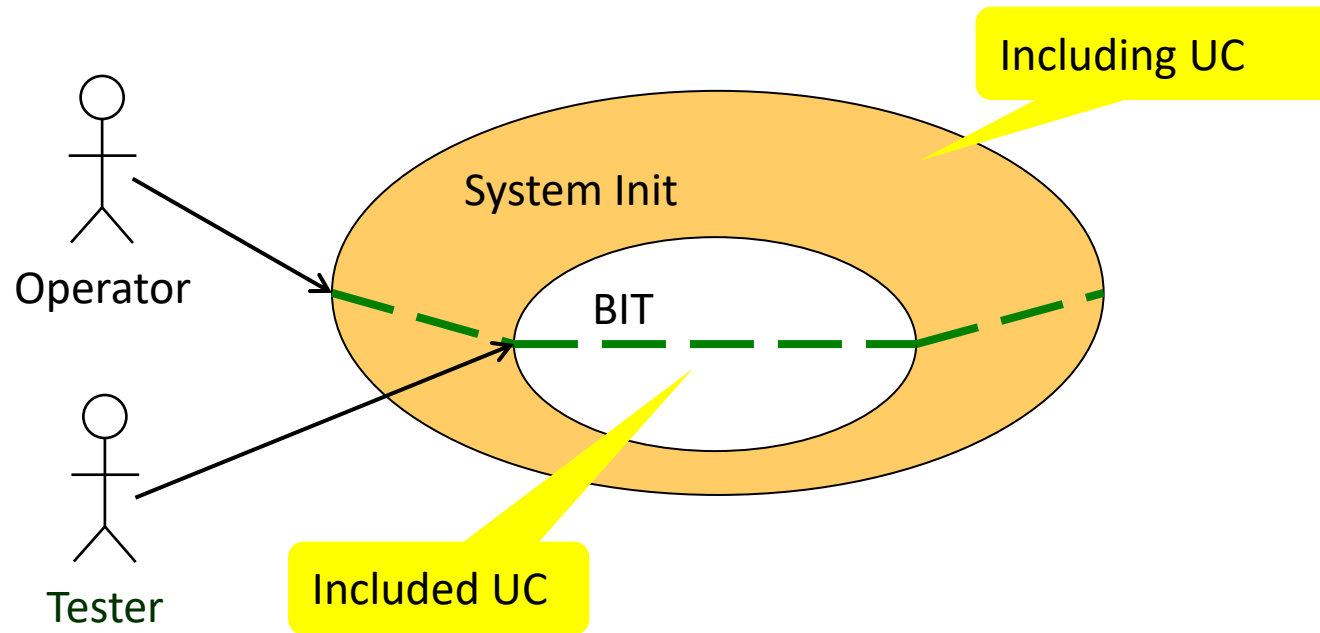 Including UC
System Init
Operator
BIT
Included UC
Tester